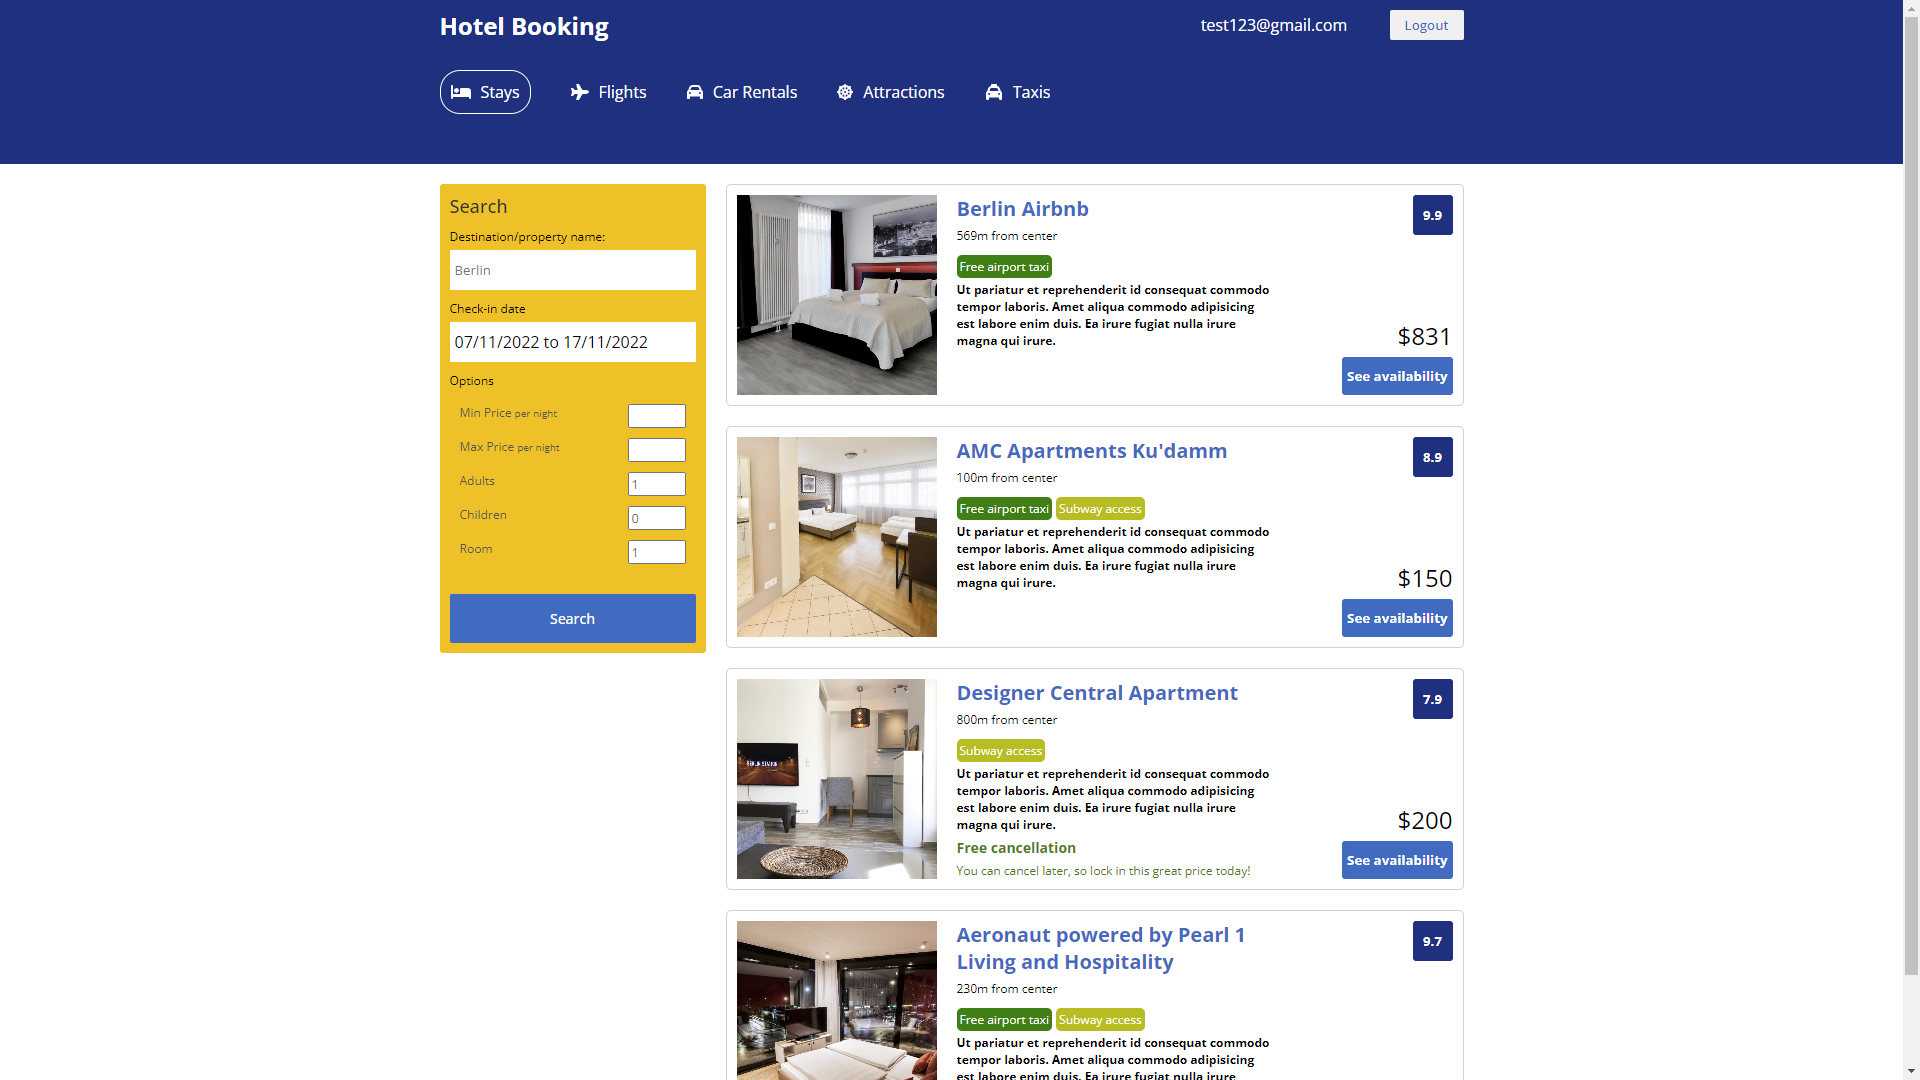 Hotel Booking
test123@gmail.com
Logout
Stays
Flights
Car Rentals
Attractions
Taxis
Search
Destination/property name:
Berlin
Check-in date
07/11/2022 to 17/11/2022
Options
Min Price per night
Max Price per night
Adults
1
Children
0
Room
1
Search
Berlin Airbnb
9.9
569m from center
Free airport taxi
Ut pariatur et reprehenderit id consequat commodo
tempor laboris. Amet aliqua commodo adipisicing
est labore enim duis. Ea irure fugiat nulla irure
magna qui irure.
$831
See availability
AMC Apartments Ku'damm
8.9
100m from center
Free airport taxi Subway access
Ut pariatur et reprehenderit id consequat commodo
tempor laboris. Amet aliqua commodo adipisicing
est labore enim duis. Ea irure fugiat nulla irure
magna qui irure.
$150
See availability
Designer Central Apartment
7.9
800m from center
Subway access
Ut pariatur et reprehenderit id consequat commodo
tempor laboris. Amet aliqua commodo adipisicing
est labore enim duis. Ea irure fugiat nulla irure
magna qui irure.
Free cancellation
You can cancel later, so lock in this great price today!
$200
See availability
BERLIN STATION
Aeronaut powered by Pearl 1
Living and Hospitality
9.7
230m from center
Free airport taxi Subway access
Ut pariatur et reprehenderit id consequat commodo
tempor laboris. Amet aliqua commodo adipisicing
est labore enim duis. Ea irure fugiat nulla irure